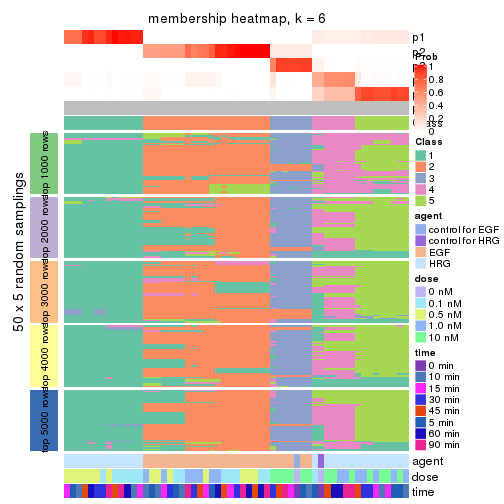 membership heatmap, k = 6
p1
p2
Prob
1
0.8
0.6
0.4
0.2
0
Class
1
2
3
4
5
agent
control for EGF
control for HRG
EGF
HRG
dose
0 nM
0.1 nM
0.5 nM
1.0 nM
10 nM
time
0 min
10 min
15 min
30 min
45 min
5 min
60 min
90 min
50 x 5 random samplings
top 1000 rows
top 2000 rows
top 3000 rows
top 4000 rows
top 5000 rows
agent
dose
time